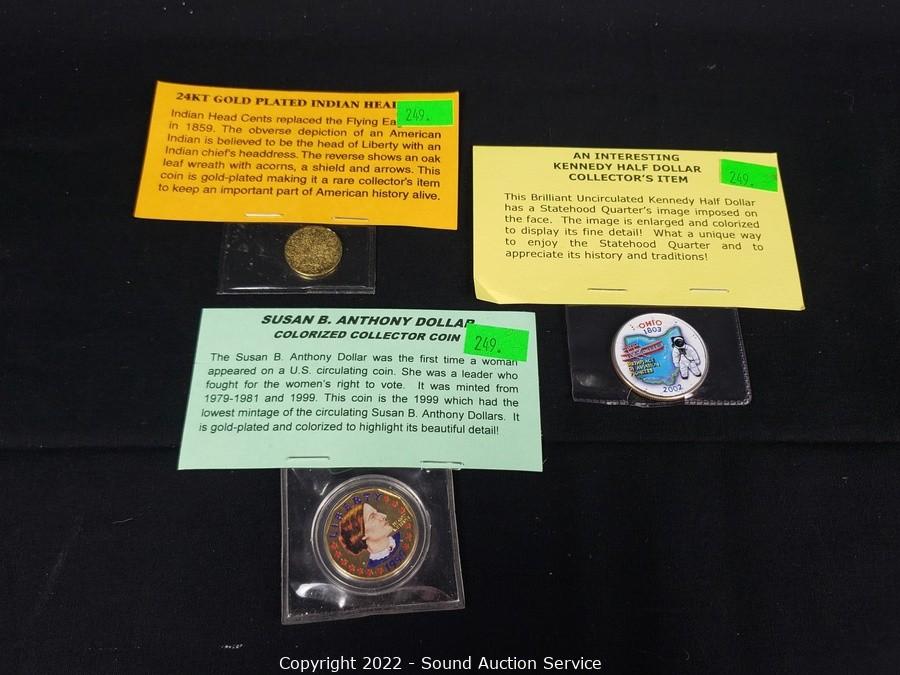 24KT GOLD PLATED INDIAN HEA
249.
Indian Head Cents replaced the Flying Ea
in 1859. The obverse depiction of an American
Indian is believed to be the head of Liberty with an
Indian chief's headdress. The reverse shows an oak
leaf wreath with acorns, a shield and arrows. This
coin is gold-plated making it a rare collector's item
to keep an important part of American history alive.
AN INTERESTING
KENNEDY HALF DOLLAR
COLLECTOR'S ITEM
249.
This Brilliant Uncirculated Kennedy Half Dollar
has a Statehood Quarter's image imposed on
the face. The image is enlarged and colorized
to display its fine detail! What a unique way
to enjoy the Statehood Quarter and to
appreciate its history and traditions!
OHIO
1803
BIRTHPLACE
OF AVIATION
PIONEERS
2002
SUSAN B. ANTHONY DOLLAR
COLORIZED COLLECTOR COIN
249.
The Susan B. Anthony Dollar was the first time a woman
appeared on a U.S. circulating coin. She was a leader who
fought for the women's right to vote. It was minted from
1979-1981 and 1999. This coin is the 1999 which had the
lowest mintage of the circulating Susan B. Anthony Dollars. It
is gold-plated and colorized to highlight its beautiful detail!
LIBERTY
1999
Copyright 2022 - Sound Auction Service